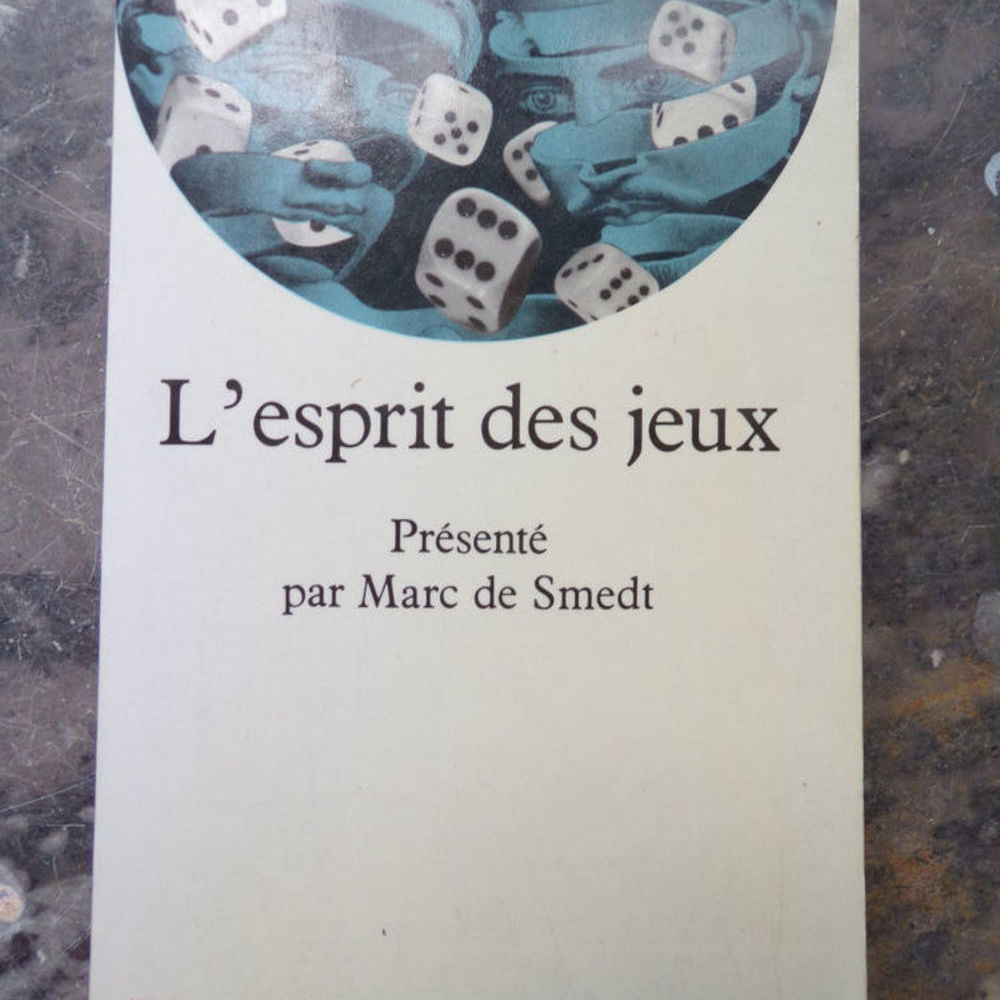 L'esprit des jeux
Présenté
par Marc de Smedt